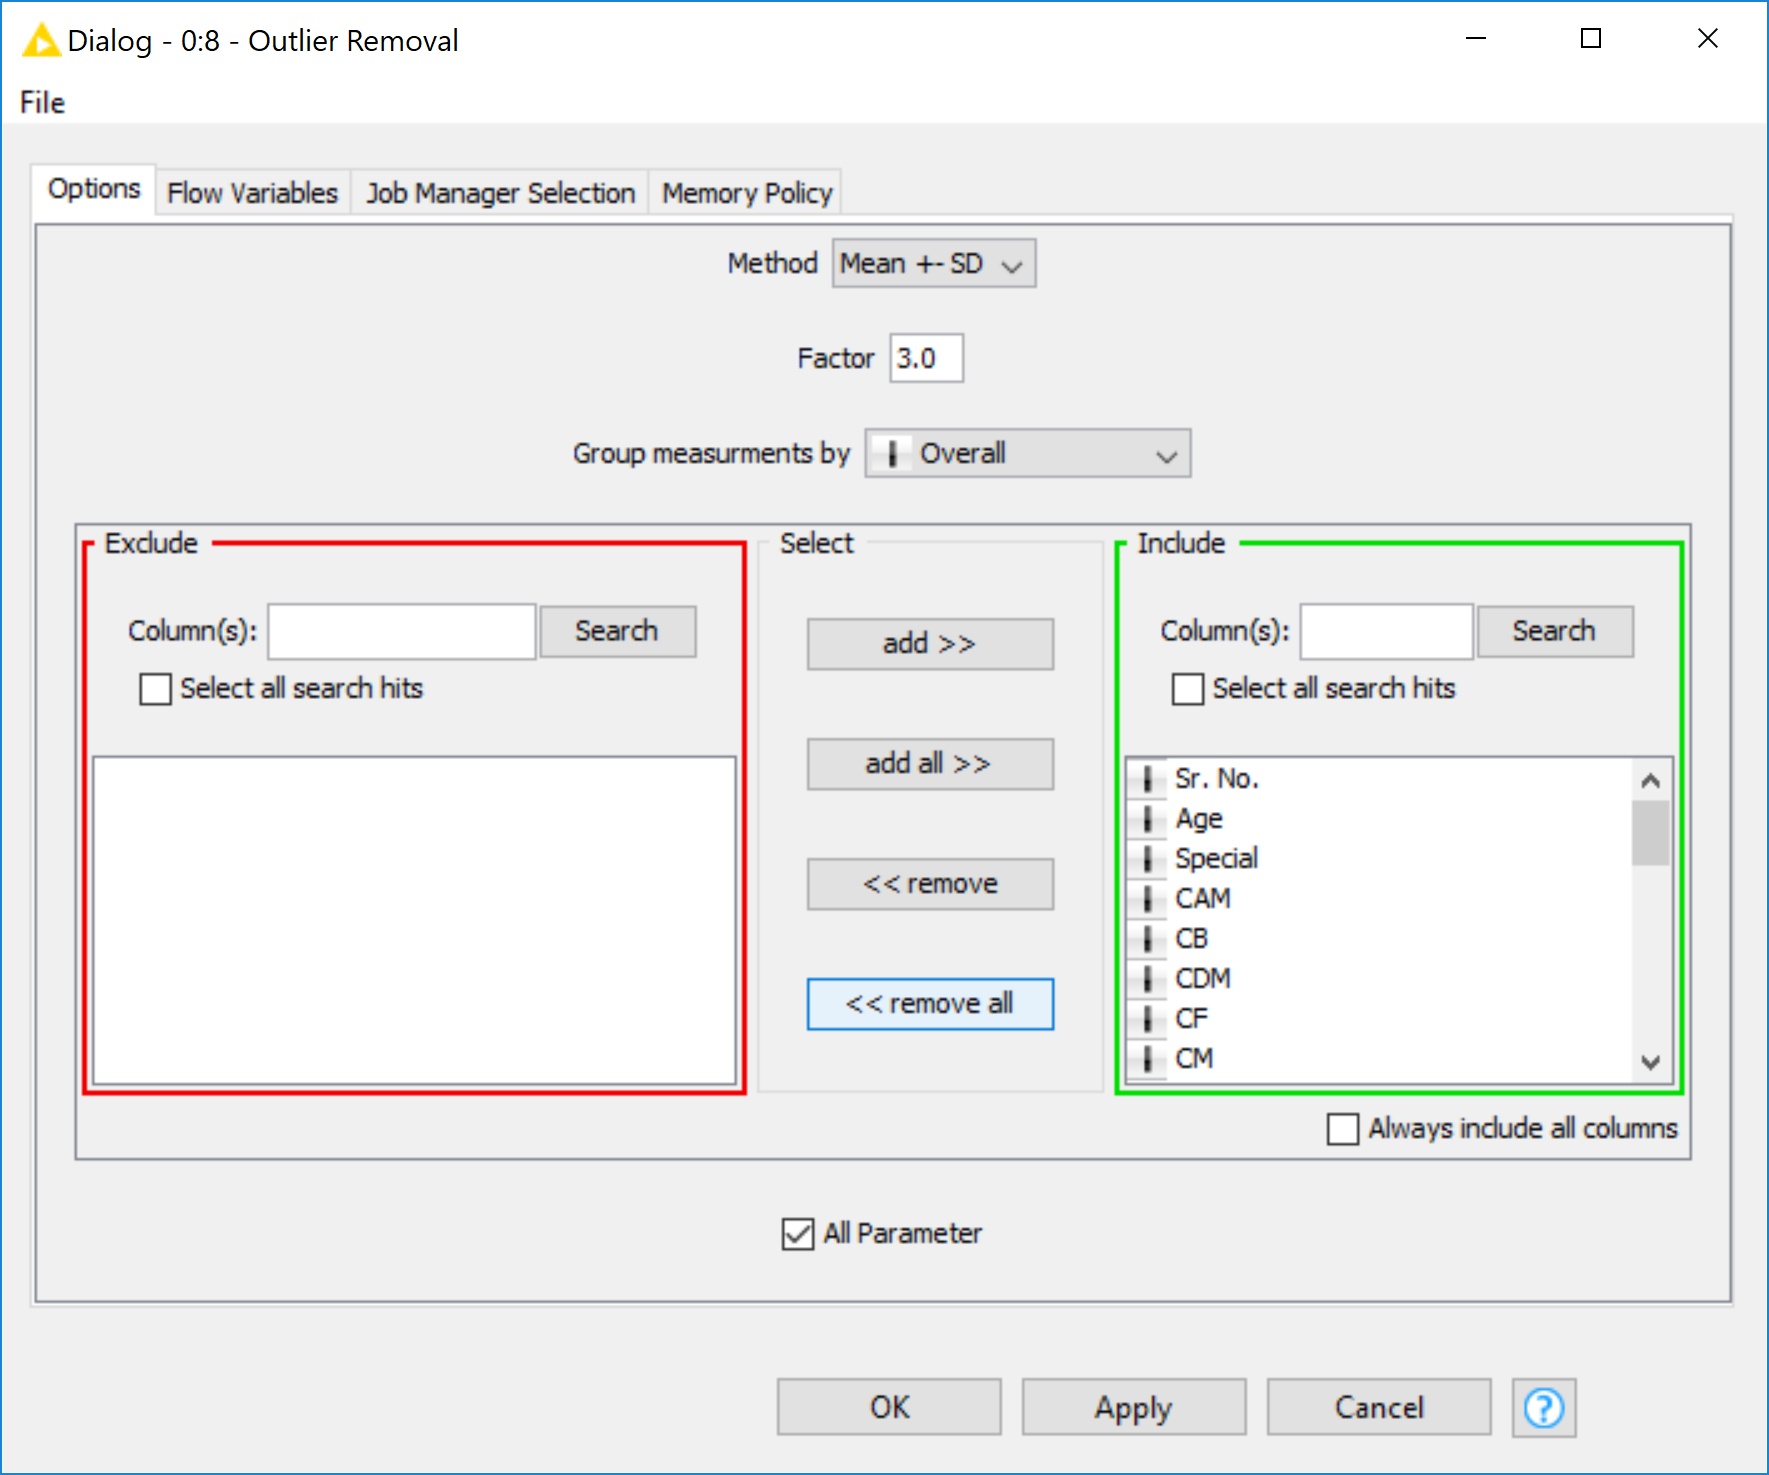 Dialog - 0:8 - Outlier Removal
File
Options Flow Variables Job Manager Selection Memory Policy
Method Mean +- SD
Factor 3.0
Group measurments by Overall
Exclude Select Include
Column(s): Search add >> Column(s): Search
Select all search hits Select all search hits
add all >> Sr. No.
Age
Special
<< remove CAM
CB
CDM
<< remove all CF
CM
Always include all columns
All Parameter
OK Apply Cancel ?